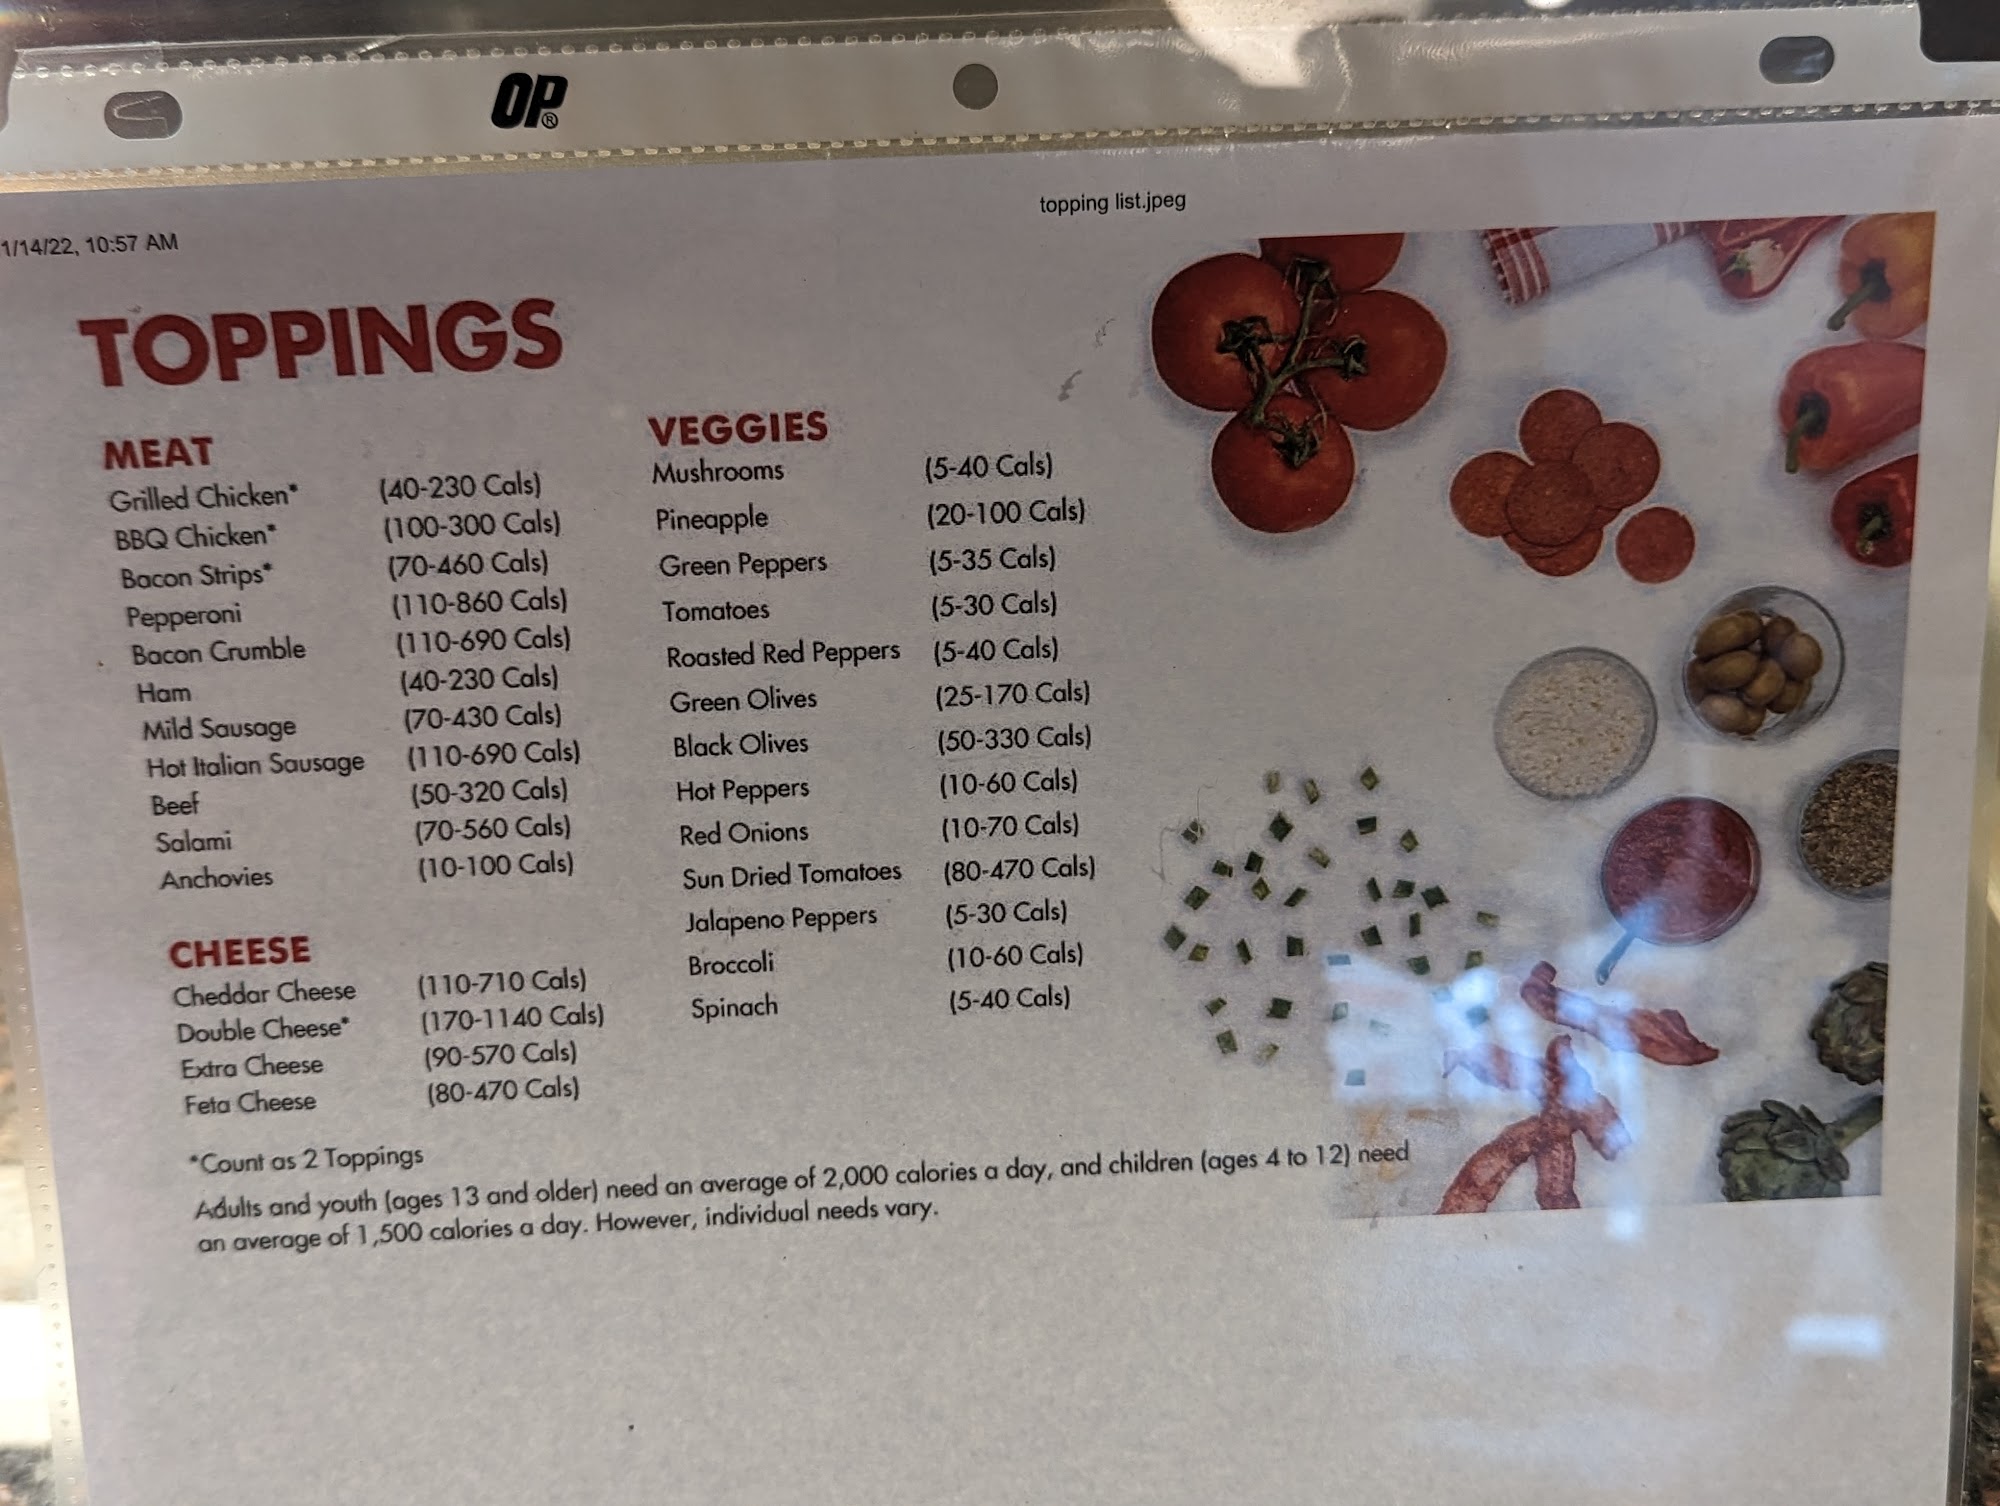 OP®
topping list.jpeg
1/14/22, 10:57 AM
TOPPINGS
MEAT
Grilled Chicken* (40-230 Cals)
BBQ Chicken* (100-300 Cals)
Bacon Strips* (70-460 Cals)
Pepperoni (110-860 Cals)
Bacon Crumble (110-690 Cals)
Ham (40-230 Cals)
Mild Sausage (70-430 Cals)
Hot Italian Sausage (110-690 Cals)
Beef (50-320 Cals)
Salami (70-560 Cals)
Anchovies (10-100 Cals)
CHEESE
Cheddar Cheese (110-710 Cals)
Double Cheese* (170-1140 Cals)
Extra Cheese (90-570 Cals)
Feta Cheese (80-470 Cals)
VEGGIES
Mushrooms (5-40 Cals)
Pineapple (20-100 Cals)
Green Peppers (5-35 Cals)
Tomatoes (5-30 Cals)
Roasted Red Peppers (5-40 Cals)
Green Olives (25-170 Cals)
Black Olives (50-330 Cals)
Hot Peppers (10-60 Cals)
Red Onions (10-70 Cals)
Sun Dried Tomatoes (80-470 Cals)
Jalapeno Peppers (5-30 Cals)
Broccoli (10-60 Cals)
Spinach (5-40 Cals)
*Count as 2 Toppings
Adults and youth (ages 13 and older) need an average of 2,000 calories a day, and children (ages 4 to 12) need
an average of 1,500 calories a day. However, individual needs vary.